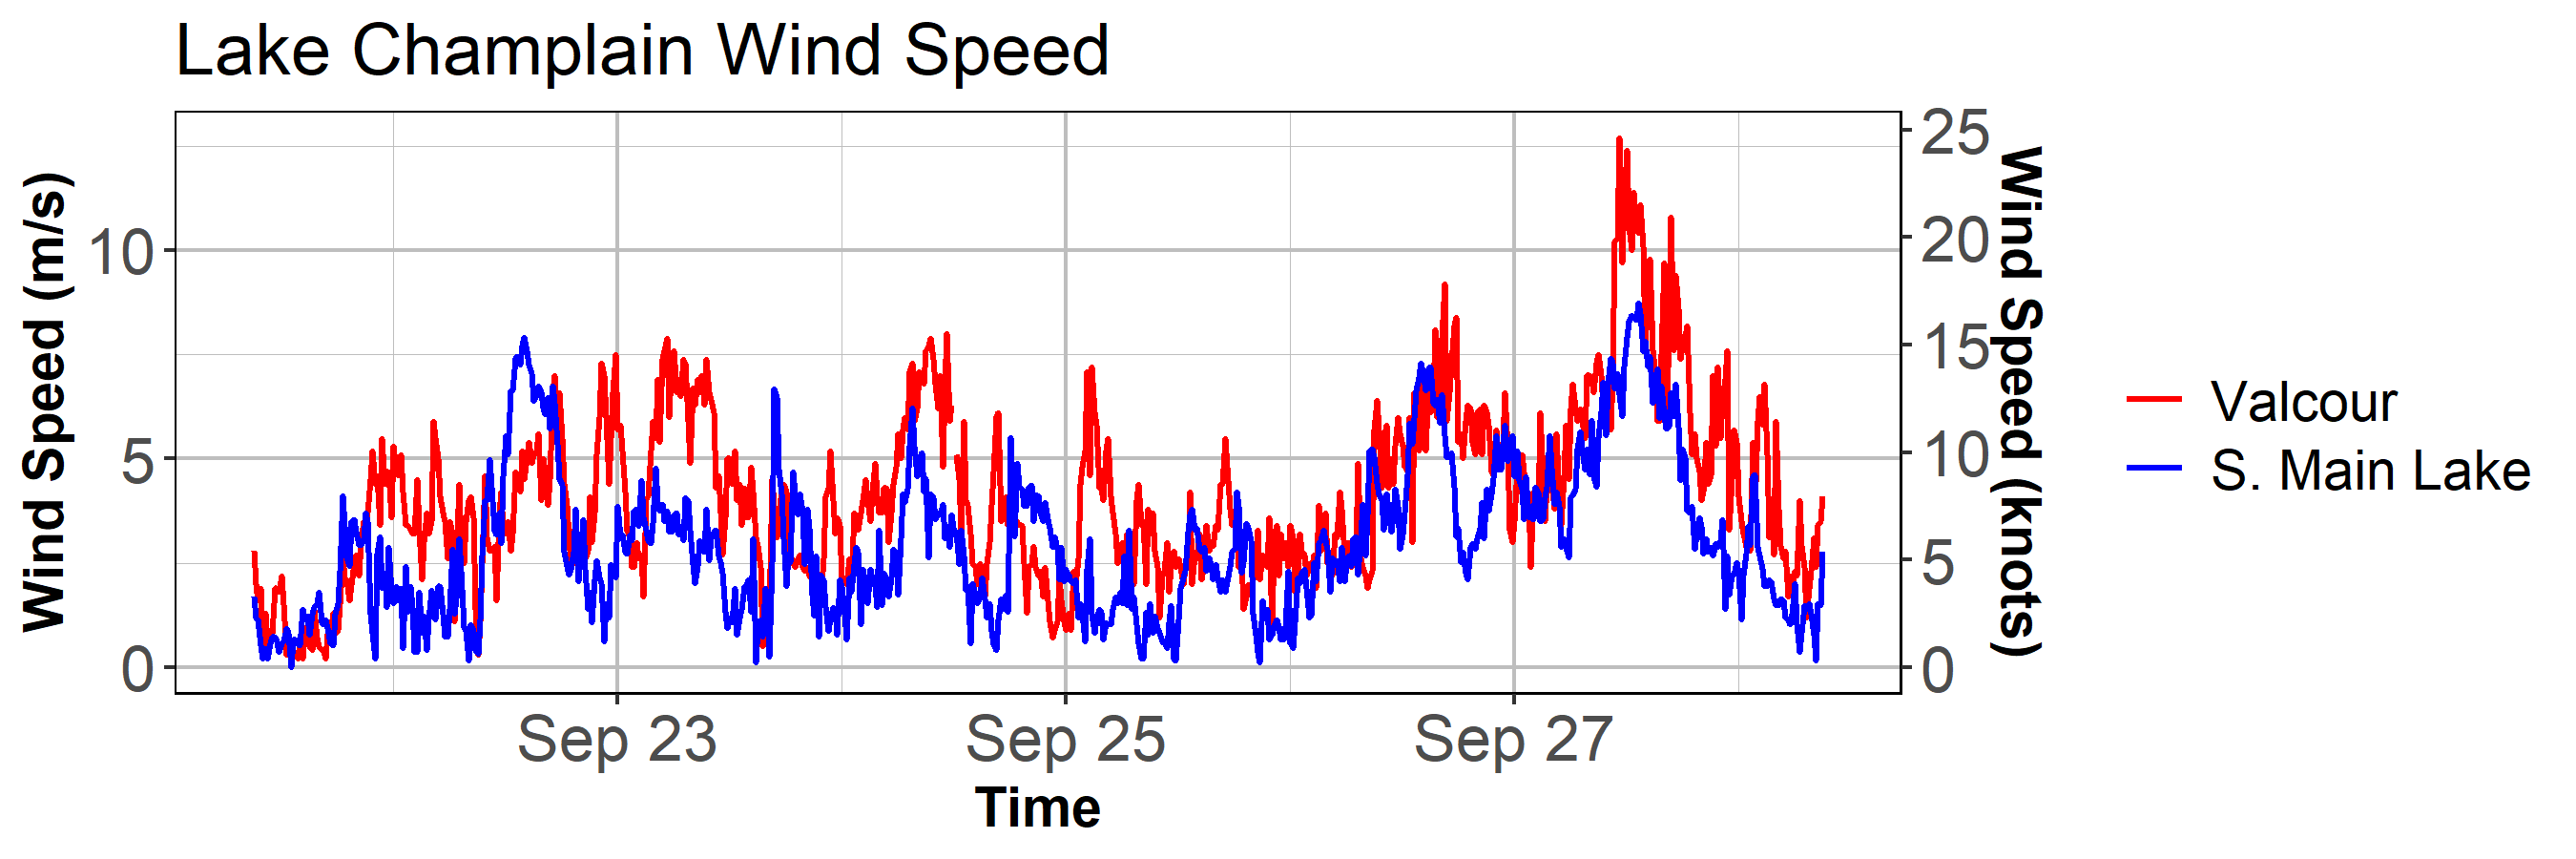 Lake Champlain Wind Speed
Wind Speed (m/s)
10
5
0
25
20
15
10
5
0
Wind Speed (knots)
Sep 23
Sep 25
Sep 27
Time
Valcour
S. Main Lake